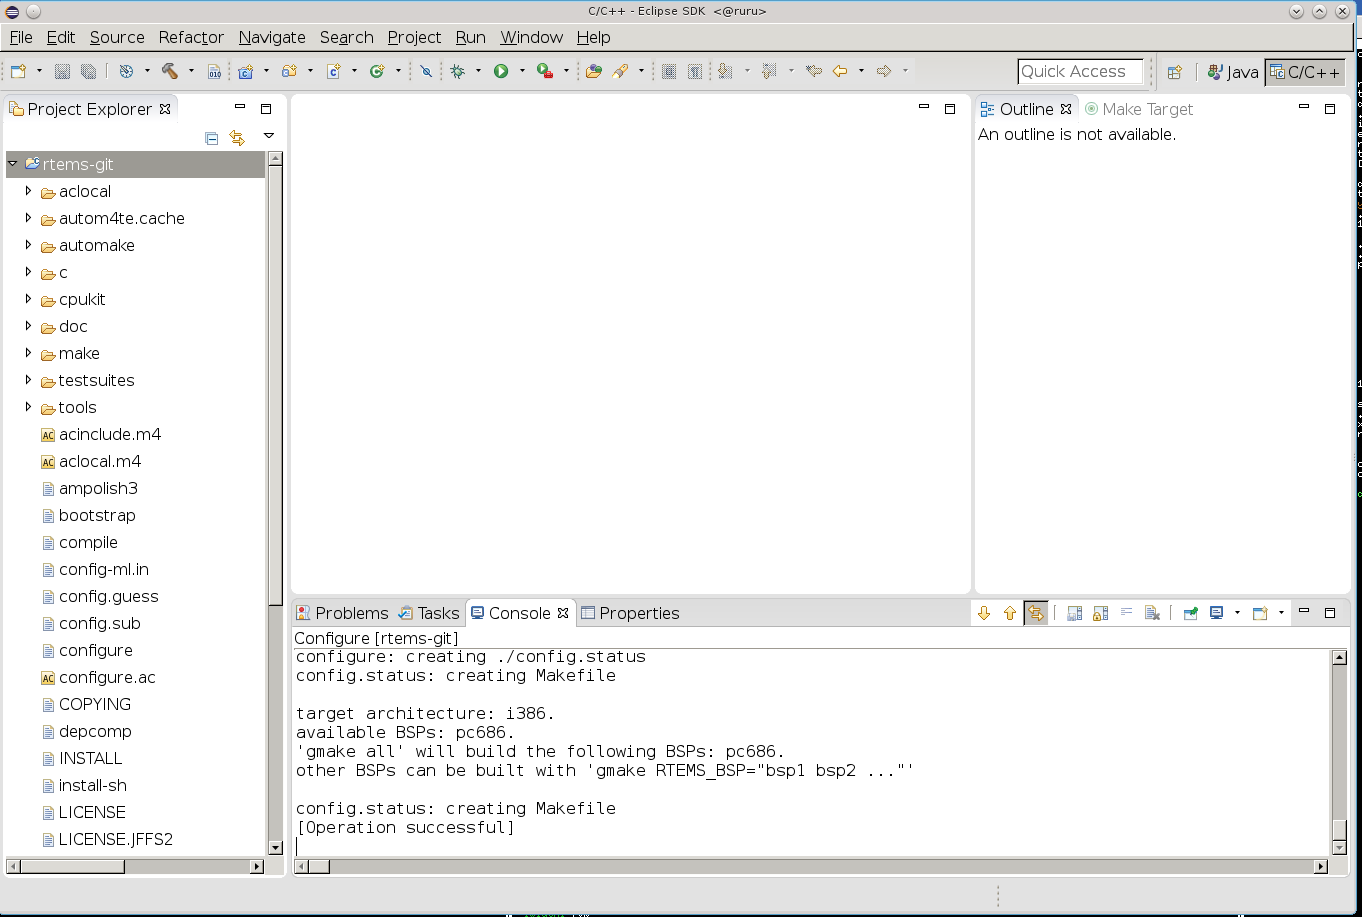 C/C++ - Eclipse SDK <@ruru>
File Edit Source Refactor Navigate Search Project Run Window Help
Quick Access
Java
C/C++
Project Explorer
rtems-git
aclocal
autom4te.cache
automake
c
cpukit
doc
make
testsuites
tools
acinclude.m4
aclocal.m4
ampolish3
bootstrap
compile
config-ml.in
config.guess
config.sub
configure
configure.ac
COPYING
depcomp
INSTALL
install-sh
LICENSE
LICENSE.JFFS2
Outline
Make Target
An outline is not available.
Problems
Tasks
Console
Properties
Configure [rtems-git]
configure: creating ./config.status
config.status: creating Makefile
target architecture: i386.
available BSPs: pc686.
'gmake all' will build the following BSPs: pc686.
other BSPs can be built with 'gmake RTEMS_BSP="bsp1 bsp2 ..."'
config.status: creating Makefile
[Operation successful]